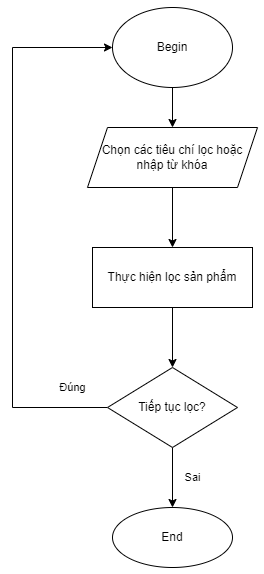 Begin
Chọn các tiêu chí lọc hoặc
nhập từ khóa
Thực hiện lọc sản phẩm
Tiếp tục lọc?
Đúng
Sai
End